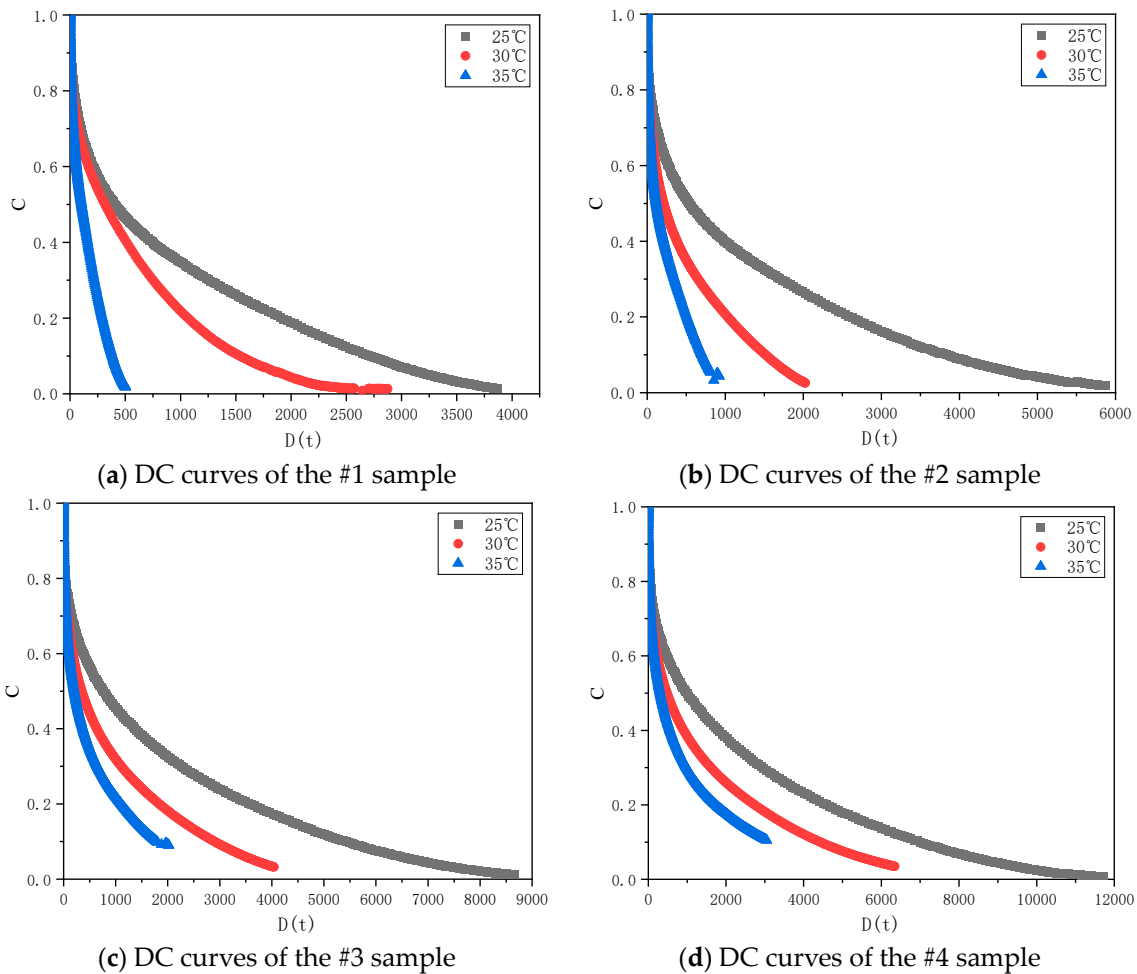 1.0
0.8
0.6
0.4
0.2
0.0
C
25℃
30℃
35℃
0 500 1000 1500 2000 2500 3000 3500 4000
D(t)
(a) DC curves of the #1 sample
1.0
0.8
0.6
0.4
0.2
0.0
C
25℃
30℃
35℃
0 1000 2000 3000 4000 5000 6000
D(t)
(b) DC curves of the #2 sample
1.0
0.8
0.6
0.4
0.2
0.0
C
25℃
30℃
35℃
0 1000 2000 3000 4000 5000 6000 7000 8000 9000
D(t)
(c) DC curves of the #3 sample
1.0
0.8
0.6
0.4
0.2
0.0
C
25℃
30℃
35℃
0 2000 4000 6000 8000 10000 12000
D(t)
(d) DC curves of the #4 sample